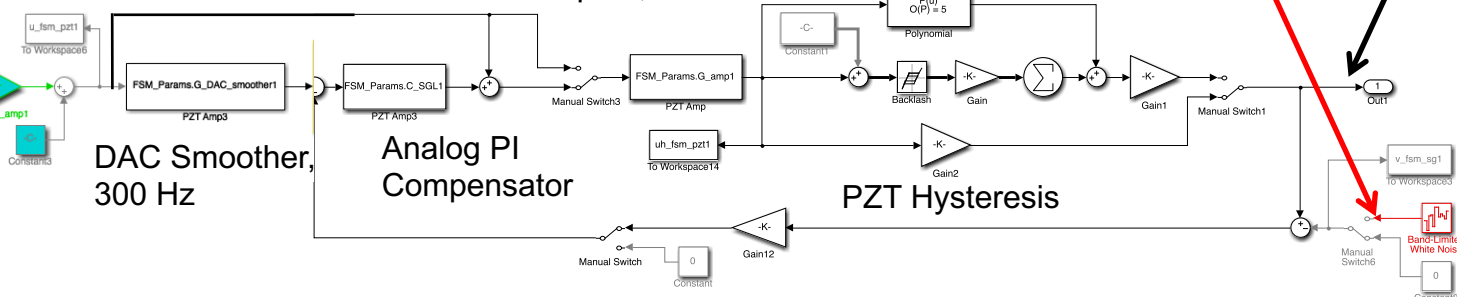 P(u)
O(P) = 5
Polynomial
u_fsm_pzt1
To Workspace6
-C-
Constant1
_amp1
-C-
Constant3
FSM_Params.G_DAC_smoother1
PZT Amp3
FSM_Params.C_SGL1
PZT Amp3
Manual Switch3
FSM_Params.G_amp1
PZT Amp
Backlash
-K-
Gain
-K-
Gain1
Manual Switch1
1
Out1
DAC Smoother,
300 Hz
Analog PI
Compensator
uh_fsm_pzt1
To Workspace14
-K-
Gain2
PZT Hysteresis
v_fsm_sg1
To Workspace3
Band-Limite
White Nois
Manual
Switch6
0
-K-
Gain12
Manual Switch
0
Constant